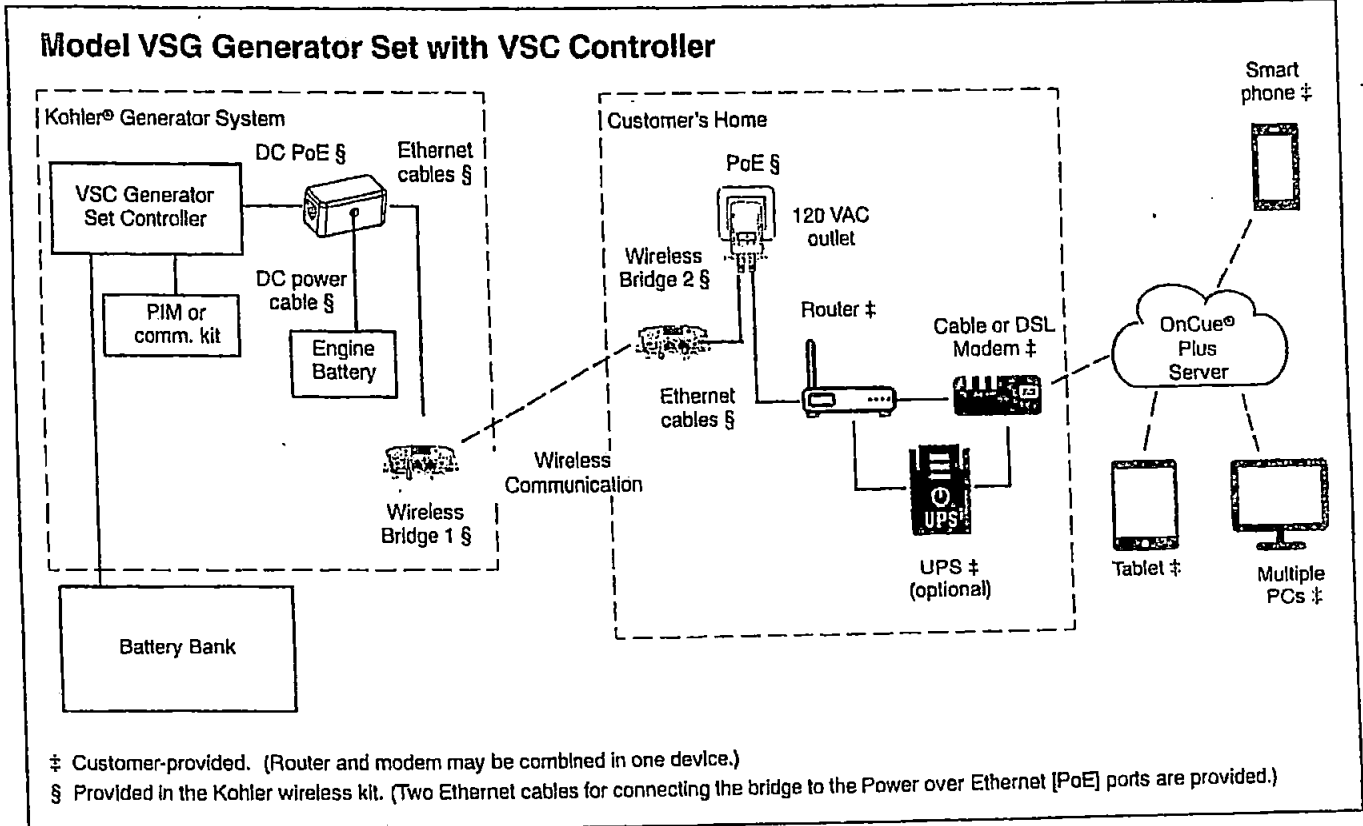 Model VSG Generator Set with VSC Controller
Kohler® Generator System
DC PoE §
Ethernet
cables §
VSC Generator
Set Controller
DC power
cable §
PIM or
comm. kit
Engine
Battery
Wireless
Bridge 1 §
Battery Bank
Wireless
Communication
Customer's Home
PoE §
120 VAC
outlet
Wireless
Bridge 2 §
Ethernet
cables §
Router ‡
Cable or DSL
Modem ‡
UPS
UPS ‡
(optional)
Smart
phone ‡
OnCue®
Plus
Server
Tablet ‡
Multiple
PCs ‡
‡ Customer-provided. (Router and modem may be combined in one device.)
§ Provided in the Kohler wireless kit. (Two Ethernet cables for connecting the bridge to the Power over Ethernet [PoE] ports are provided.)